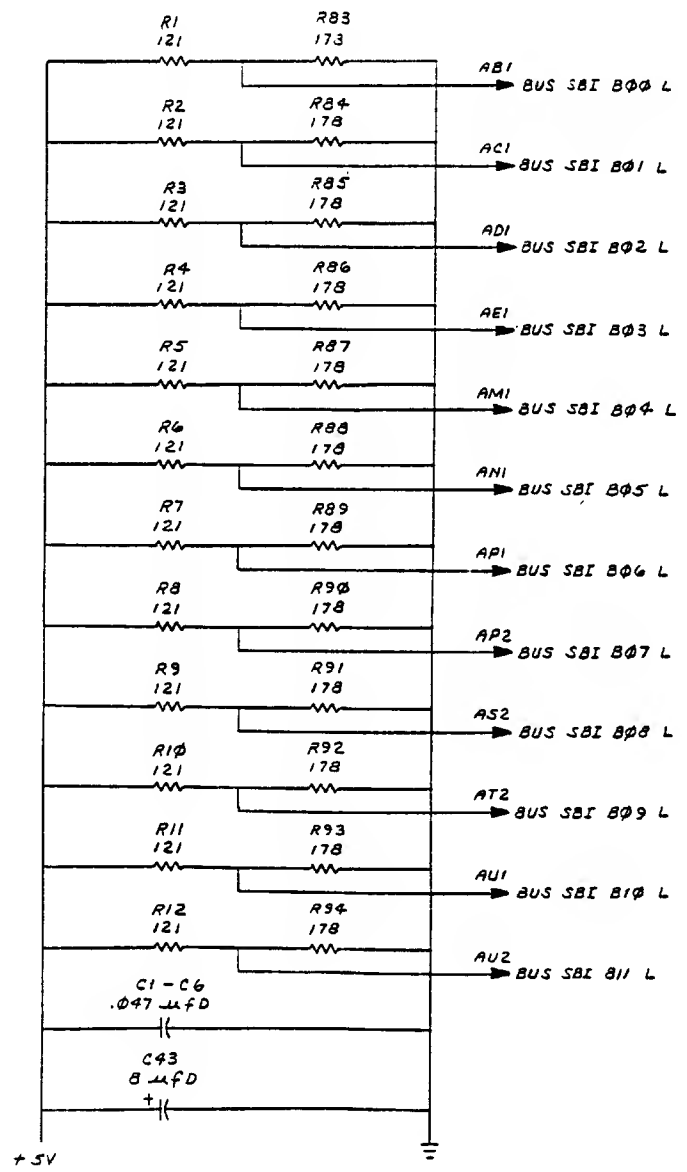 R1 R83
121 173
AB1
BUS SBI BØØ L
R2 R84
121 178
AC1
BUS SBI BØ1 L
R3 R85
121 178
AD1
BUS SBI BØ2 L
R4 R86
121 178
AE1
BUS SBI BØ3 L
R5 R87
121 178
AM1
BUS SBI BØ4 L
R6 R88
121 178
AN1
BUS SBI BØ5 L
R7 R89
121 178
AP1
BUS SBI BØ6 L
R8 R9Ø
121 178
AP2
BUS SBI BØ7 L
R9 R91
121 178
AS2
BUS SBI BØ8 L
R1Ø R92
121 178
AT2
BUS SBI BØ9 L
R11 R93
121 178
AU1
BUS SBI B1Ø L
R12 R94
121 178
AU2
BUS SBI B11 L
C1 - C6
.Ø47 µfD
C43
8 µfD
+
+5V